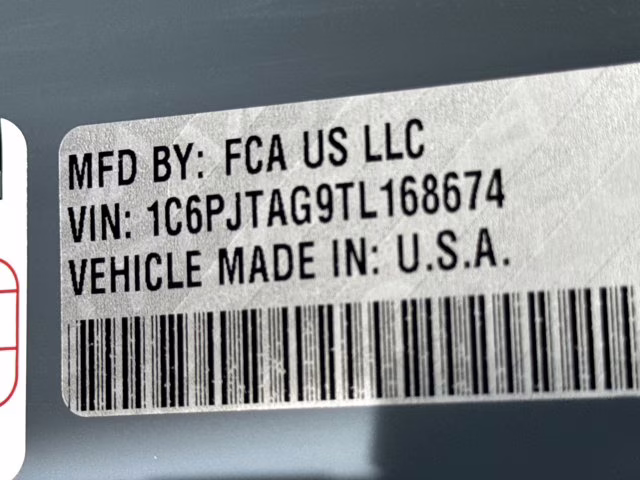 MFD BY: FCA US LLC
VIN: 1C6PJTAG9TL168674
VEHICLE MADE IN: U.S.A.